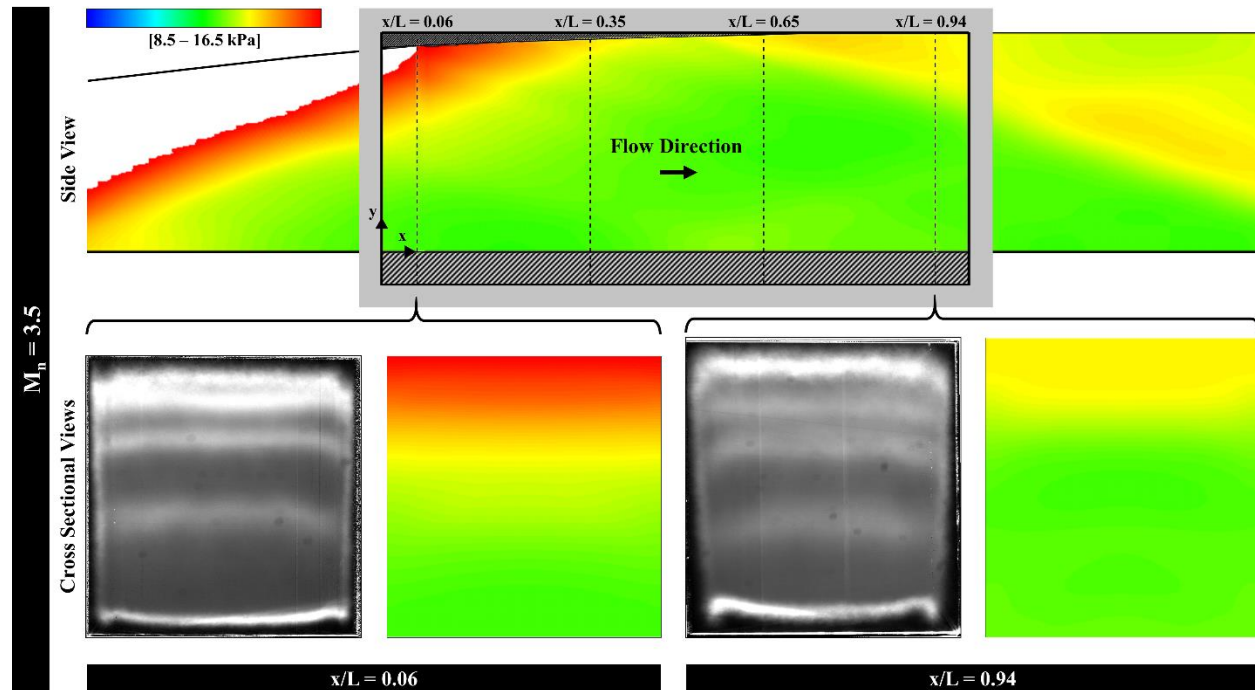 x/L = 0.06
x/L = 0.35
x/L = 0.65
x/L = 0.94
[8.5 – 16.5 kPa]
Side View
Flow Direction
y
x
M_n = 3.5
Cross Sectional Views
x/L = 0.06
x/L = 0.94